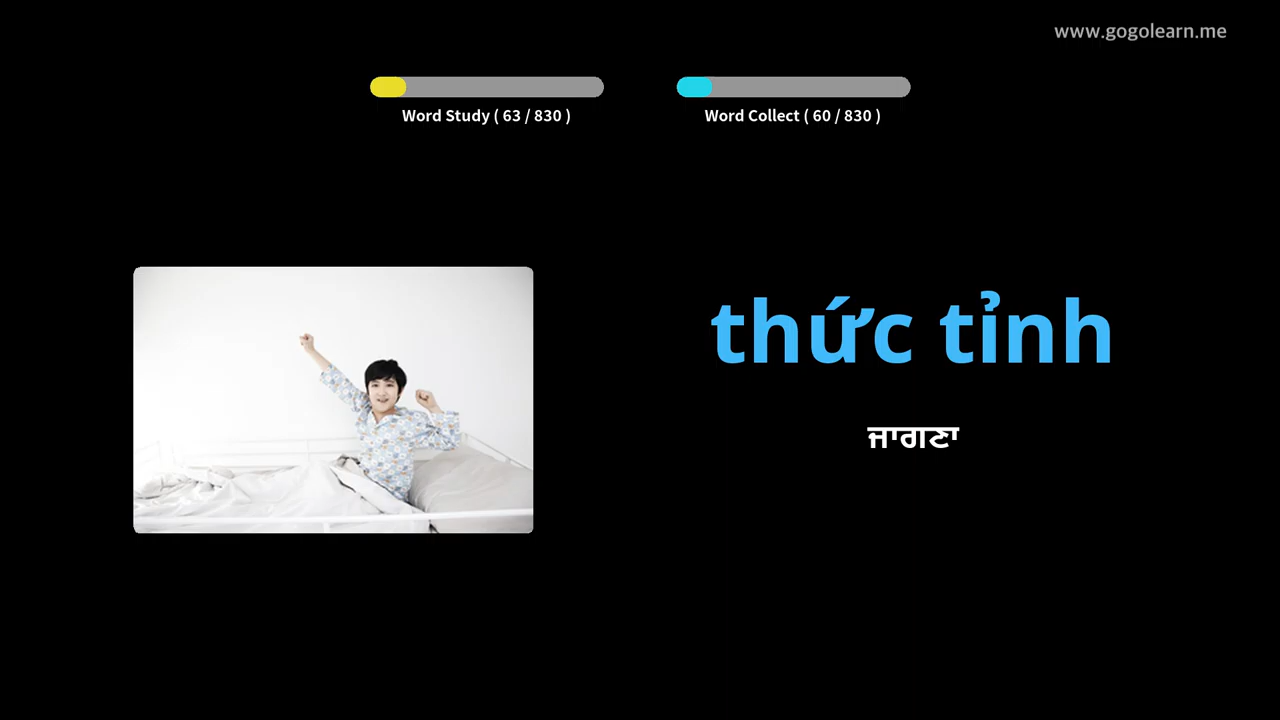 www.gogolearn.me
Word Study ( 63 / 830 )
Word Collect ( 60 / 830 )
thức tỉnh
ਜਾਗਣਾ